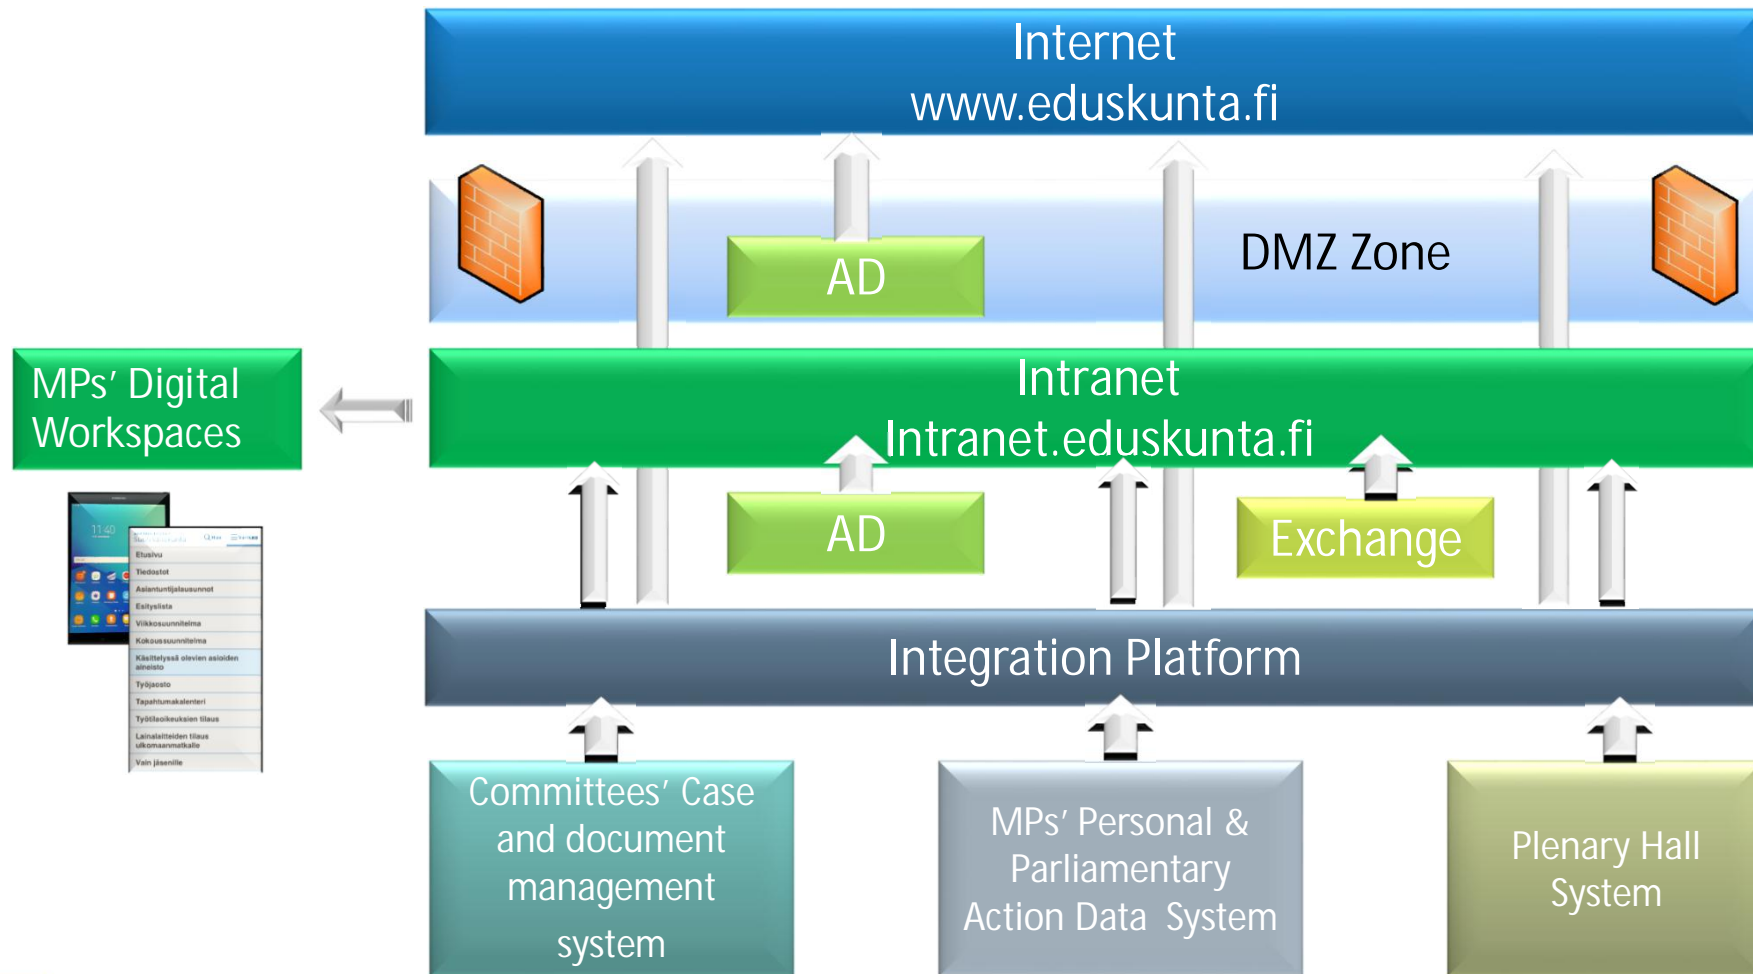 Internet
www.eduskunta.fi
DMZ Zone
AD
MPs’ Digital
Workspaces
Intranet
Intranet.eduskunta.fi
AD
Exchange
11:40
Etusivu
Tiedostot
Asiantuntijalausunnot
Esityslista
Viikkosuunnitelma
Kokoussuunnitelma
Käsittelyssä olevien asioiden
aineisto
Työjaosto
Tapahtumakalenteri
Työtilaoikeuksien tilaus
Lainalaitteiden tilaus
ulkomaanmatkalle
Vain jäsenille
Integration Platform
Committees’ Case
and document
management
system
MPs’ Personal &
Parliamentary
Action Data System
Plenary Hall
System